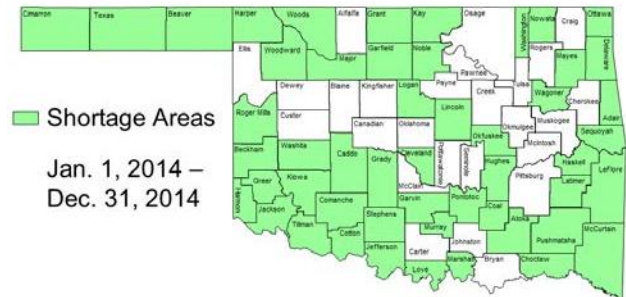 Cimarron Texas Beaver Harper Woods Alfalfa Grant Kay Osage Washington Nowata Craig Ottawa
Ellis Woodward Major Garfield Noble Pawnee Rogers Mayes Delaware
Dewey Blaine Kingfisher Logan Payne Creek Tulsa Wagoner Cherokee Adair
Roger Mills Custer Canadian Oklahoma Lincoln Okfuskee Okmulgee Muskogee McIntosh Sequoyah
Shortage Areas
Beckham Washita Caddo Grady Cleveland Pottawatomie Seminole Hughes Pittsburg Haskell LeFlore
Jan. 1, 2014 –
Dec. 31, 2014
Harmon Greer Kiowa Comanche McClain Garvin Pontotoc Coal Latimer
Jackson Tillman Cotton Stephens Murray Johnston Atoka Pushmataha McCurtain
Jefferson Carter Love Marshall Bryan Choctaw